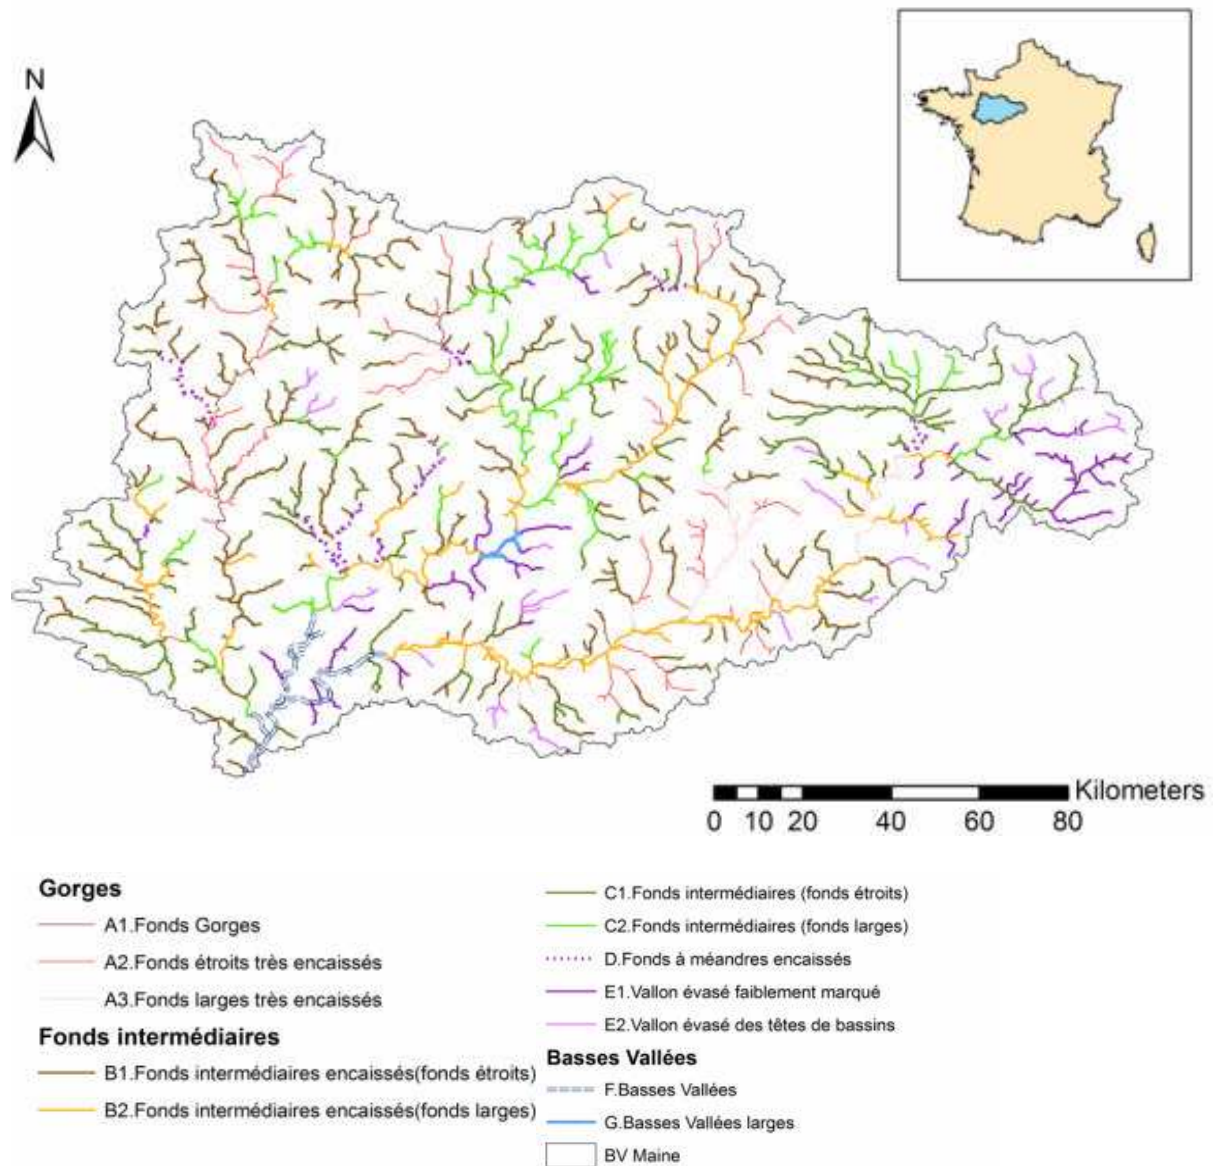 N
Kilometers
0 10 20 40 60 80
Gorges
A1.Fonds Gorges
A2.Fonds étroits très encaissés
A3.Fonds larges très encaissés
Fonds intermédiaires
B1.Fonds intermédiaires encaissés(fonds étroits)
B2.Fonds intermédiaires encaissés(fonds larges)
C1.Fonds intermédiaires (fonds étroits)
C2.Fonds intermédiaires (fonds larges)
D.Fonds à méandres encaissés
E1.Vallon évasé faiblement marqué
E2.Vallon évasé des têtes de bassins
Basses Vallées
F.Basses Vallées
G.Basses Vallées larges
BV Maine